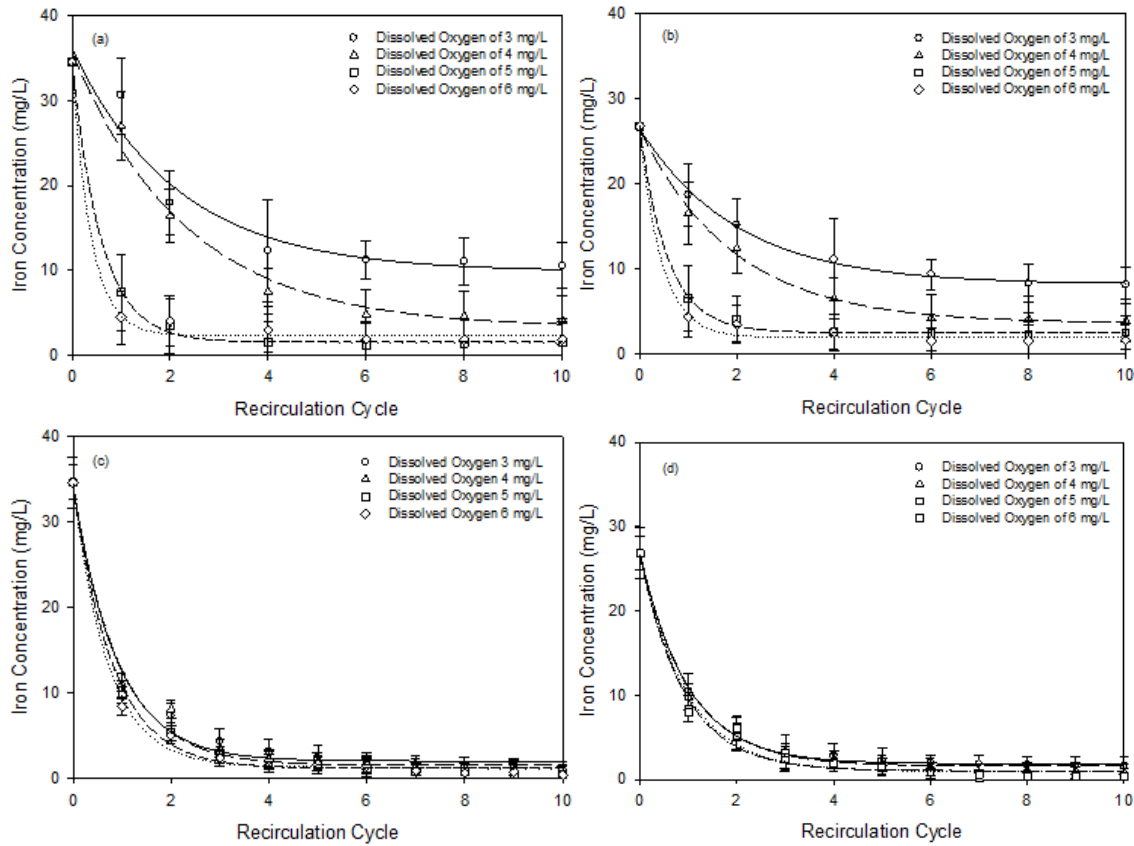 (a)
Dissolved Oxygen of 3 mg/L
Dissolved Oxygen of 4 mg/L
Dissolved Oxygen of 5 mg/L
Dissolved Oxygen of 6 mg/L
Iron Concentration (mg/L)
40
30
20
10
0
0 2 4 6 8 10
Recirculation Cycle
(b)
Dissolved Oxygen of 3 mg/L
Dissolved Oxygen of 4 mg/L
Dissolved Oxygen of 5 mg/L
Dissolved Oxygen of 6 mg/L
Iron Concentration (mg/L)
40
30
20
10
0
0 2 4 6 8 10
Recirculation Cycle
(c)
Dissolved Oxygen 3 mg/L
Dissolved Oxygen 4 mg/L
Dissolved Oxygen 5 mg/L
Dissolved Oxygen 6 mg/L
Iron Concentration (mg/L)
40
30
20
10
0
0 2 4 6 8 10
Recirculation Cycle
(d)
Dissolved Oxygen of 3 mg/L
Dissolved Oxygen of 4 mg/L
Dissolved Oxygen of 5 mg/L
Dissolved Oxygen of 6 mg/L
Iron Concentration (mg/L)
40
30
20
10
0
0 2 4 6 8 10
Recirculation Cycle